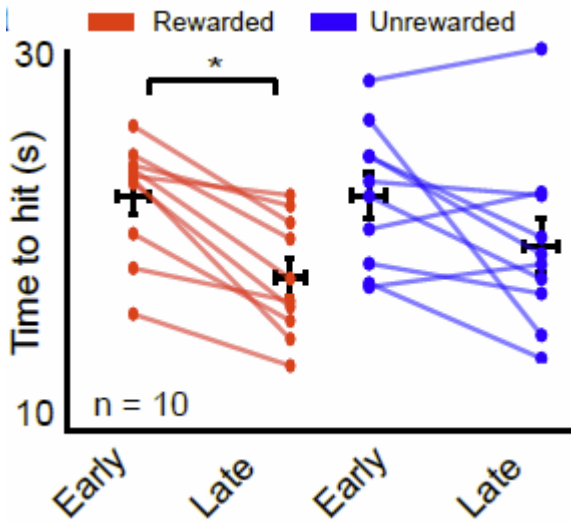 Rewarded Unrewarded
30
*
Time to hit (s)
10
n = 10
Early Late Early Late